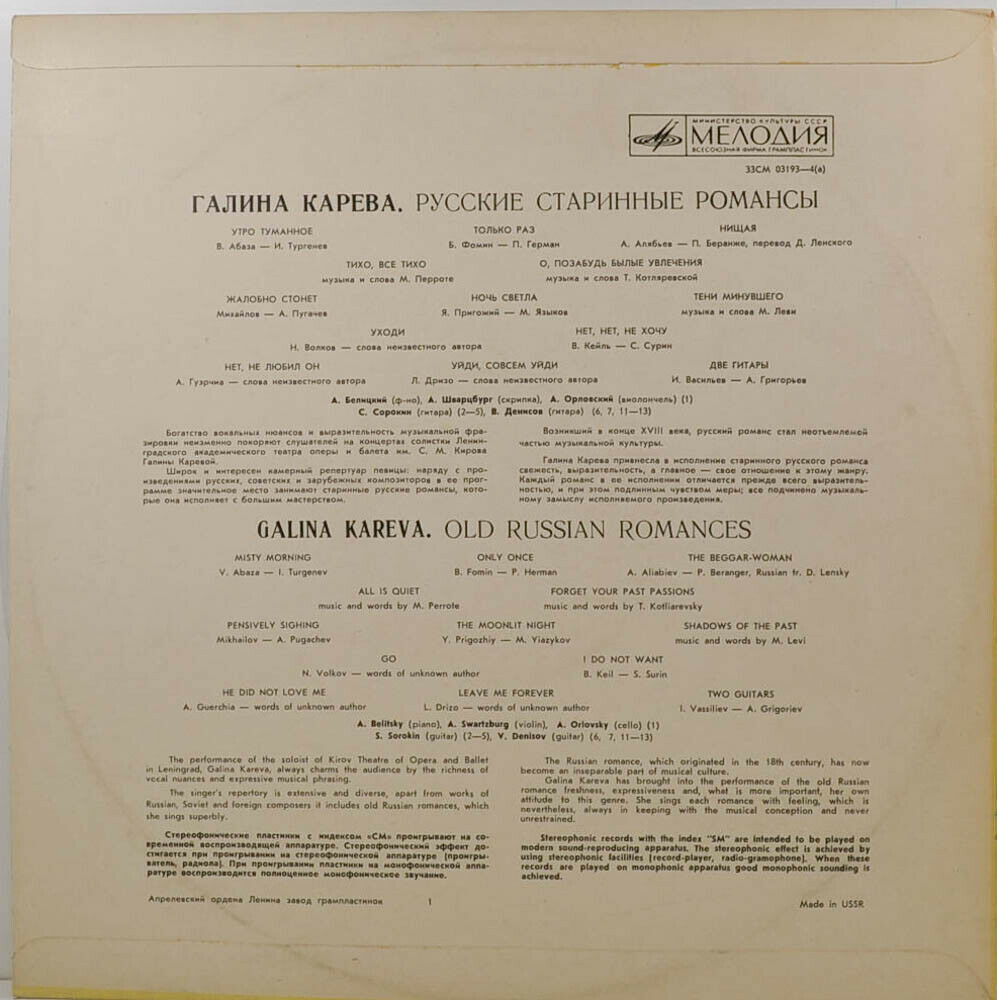 МИНИСТЕРСТВО КУЛЬТУРЫ СССР
МЕЛОДИЯ
ВСЕСОЮЗНАЯ ФИРМА ГРАМПЛАСТИНОК
33СМ 03193—4(а)
ГАЛИНА КАРЕВА. РУССКИЕ СТАРИННЫЕ РОМАНСЫ
УТРО ТУМАННОЕ ТОЛЬКО РАЗ НИЩАЯ
В. Абаза — И. Тургенев Б. Фомин — П. Герман А. Алябьев — П. Беранже, перевод Д. Ленского
ТИХО, ВСЕ ТИХО О, ПОЗАБУДЬ БЫЛЫЕ УВЛЕЧЕНИЯ
музыка и слова М. Перроте музыка и слова Т. Котляревской
ЖАЛОБНО СТОНЕТ НОЧЬ СВЕТЛА ТЕНИ МИНУВШЕГО
Михайлов — А. Пугачев Я. Пригожий — М. Языков музыка и слова М. Леви
УХОДИ НЕТ, НЕТ, НЕ ХОЧУ
Н. Волков — слова неизвестного автора В. Кейль — С. Сурин
НЕТ, НЕ ЛЮБИЛ ОН УЙДИ, СОВСЕМ УЙДИ ДВЕ ГИТАРЫ
А. Гуэрчиа — слова неизвестного автора Л. Дризо — слова неизвестного автора И. Васильев — А. Григорьев
А. Белицкий (ф-но), А. Шварцбург (скрипка), А. Орловский (виолончель) (1)
С. Сорокин (гитара) (2—5), В. Денисов (гитара) (6, 7, 11—13)
Богатство вокальных нюансов и выразительность музыкальной фра-
зировки неизменно покоряют слушателей на концертах солистки Ленин-
градского академического театра оперы и балета им. С. М. Кирова
Галины Каревой.
Широк и интересен камерный репертуар певицы: наряду с про-
изведениями русских, советских и зарубежных композиторов в ее про-
грамме значительное место занимают старинные русские романсы, кото-
рые она исполняет с большим мастерством.
Возникший в конце XVIII века, русский романс стал неотъемлемой
частью музыкальной культуры.
Галина Карева привнесла в исполнение старинного русского романса
свежесть, выразительность, а главное — свое отношение к этому жанру.
Каждый романс в ее исполнении отличается прежде всего выразитель-
ностью, и при этом подлинным чувством меры; все подчинено музыкаль-
ному замыслу исполняемого произведения.
GALINA KAREVA. OLD RUSSIAN ROMANCES
MISTY MORNING ONLY ONCE THE BEGGAR-WOMAN
V. Abaza — I. Turgenev B. Fomin — P. Herman A. Aliabiev — P. Beranger, Russian tr. D. Lensky
ALL IS QUIET FORGET YOUR PAST PASSIONS
music and words by M. Perrote music and words by T. Kotliarevsky
PENSIVELY SIGHING THE MOONLIT NIGHT SHADOWS OF THE PAST
Mikhailov — A. Pugachev Y. Prigozhiy — M. Yiazykov music and words by M. Levi
GO I DO NOT WANT
N. Volkov — words of unknown author B. Keil — S. Surin
HE DID NOT LOVE ME LEAVE ME FOREVER TWO GUITARS
A. Guerchia — words of unknown author L. Drizo — words of unknown author I. Vassiliev — A. Grigoriev
A. Belitsky (piano), A. Swartzburg (violin), A. Orlovsky (cello) (1)
S. Sorokin (guitar) (2—5), V. Denisov (guitar) (6, 7, 11—13)
The performance of the soloist of Kirov Theatre of Opera and Ballet
in Leningrad, Galina Kareva, always charms the audience by the richness of
vocal nuances and expressive musical phrasing.
The singer's repertory is extensive and diverse, apart from works of
Russian, Soviet and foreign composers it includes old Russian romances, which
she sings superbly.
The Russian romance, which originated in the 18th century, has now
become an inseparable part of musical culture.
Galina Kareva has brought into the performance of the old Russian
romance freshness, expressiveness and, what is more important, her own
attitude to this genre. She sings each romance with feeling, which is
nevertheless, always in keeping with the musical conception and never
unrestrained.
Стереофонические пластинки с индексом «СМ» проигрывают на со-
временной воспроизводящей аппаратуре. Стереофонический эффект до-
стигается при проигрывании на стереофонической аппаратуре (проигры-
ватель, радиола). При проигрывании пластинки на монофонической аппа-
ратуре воспроизводится полноценное монофоническое звучание.
Stereophonic records with the index "SM" are intended to be played on
modern sound-reproducing apparatus. The stereophonic effect is achieved by
using stereophonic facilities (record-player, radio-gramophone). When these
records are played on monophonic apparatus good monophonic sounding is
achieved.
Апрелевский ордена Ленина завод грампластинок 1 Made in USSR